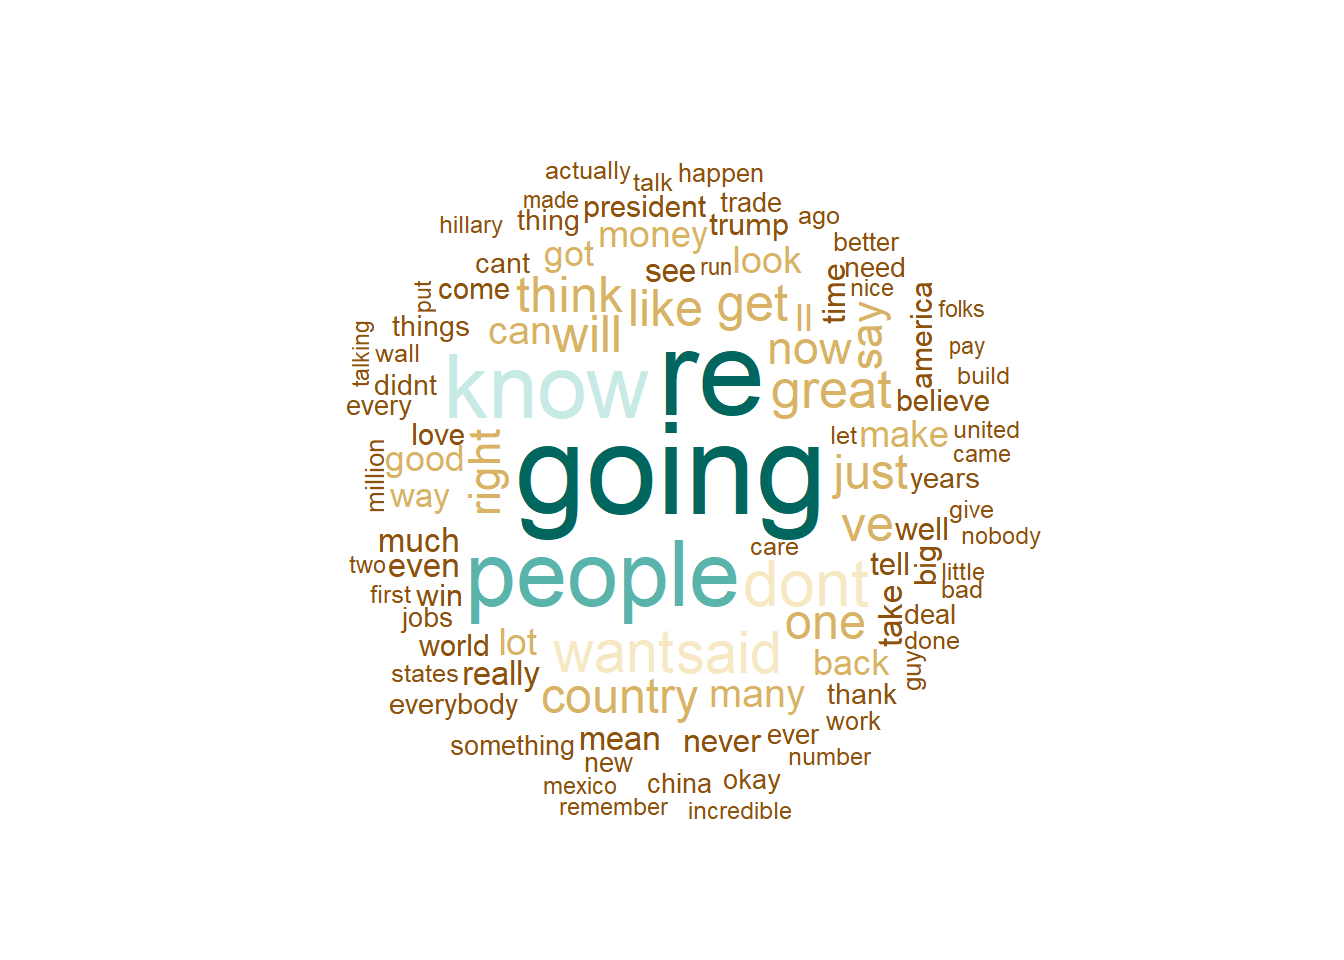 actually
talk
happen
made
president
trade
hillary
thing
money
trump
ago
better
cant
got
see
run
look
need
put
come
think
like
get
ll
time
nice
say
america
folks
talking
things
can
will
now
pay
wall
know
re
great
build
didnt
every
believe
love
right
going
let
make
united
million
good
just
came
way
years
ve
well
give
nobody
much
care
two
even
people
dont
tell
big
little
first
win
take
bad
jobs
one
deal
world
lot
want
said
back
done
guy
states
really
country
many
thank
everybody
work
something
mean
never
ever
new
number
mexico
china
okay
remember
incredible